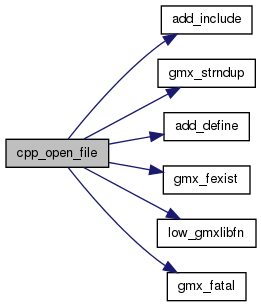 add_include
gmx_strndup
add_define
cpp_open_file
gmx_fexist
low_gmxlibfn
gmx_fatal